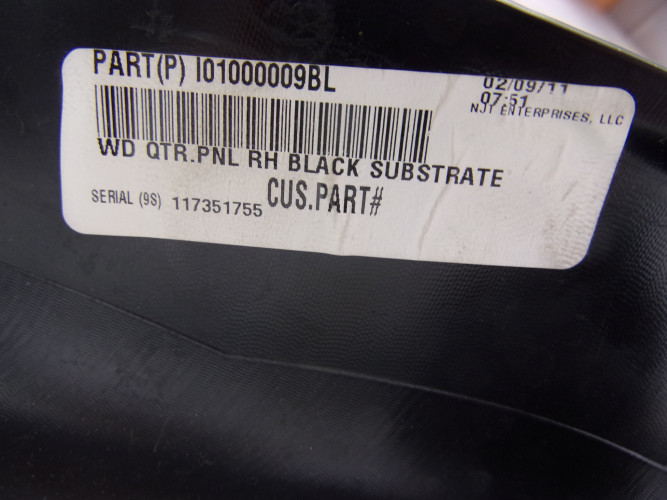 PART(P) I01000009BL
02/09/11
07:51
NJT ENTERPRISES, LLC
WD QTR.PNL RH BLACK SUBSTRATE
SERIAL (9S) 117351755
CUS.PART#